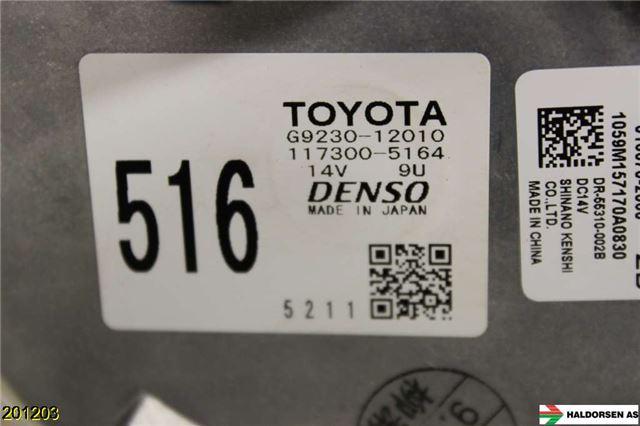 516
TOYOTA
G9230-12010
117300-5164
14V 9U
DENSO
MADE IN JAPAN
5211
1059M157170A0830
DR-55310-002B
DC14V
SHINANO KENSHI
CO.,LTD.
MADE IN CHINA
201203
HALDORSEN AS